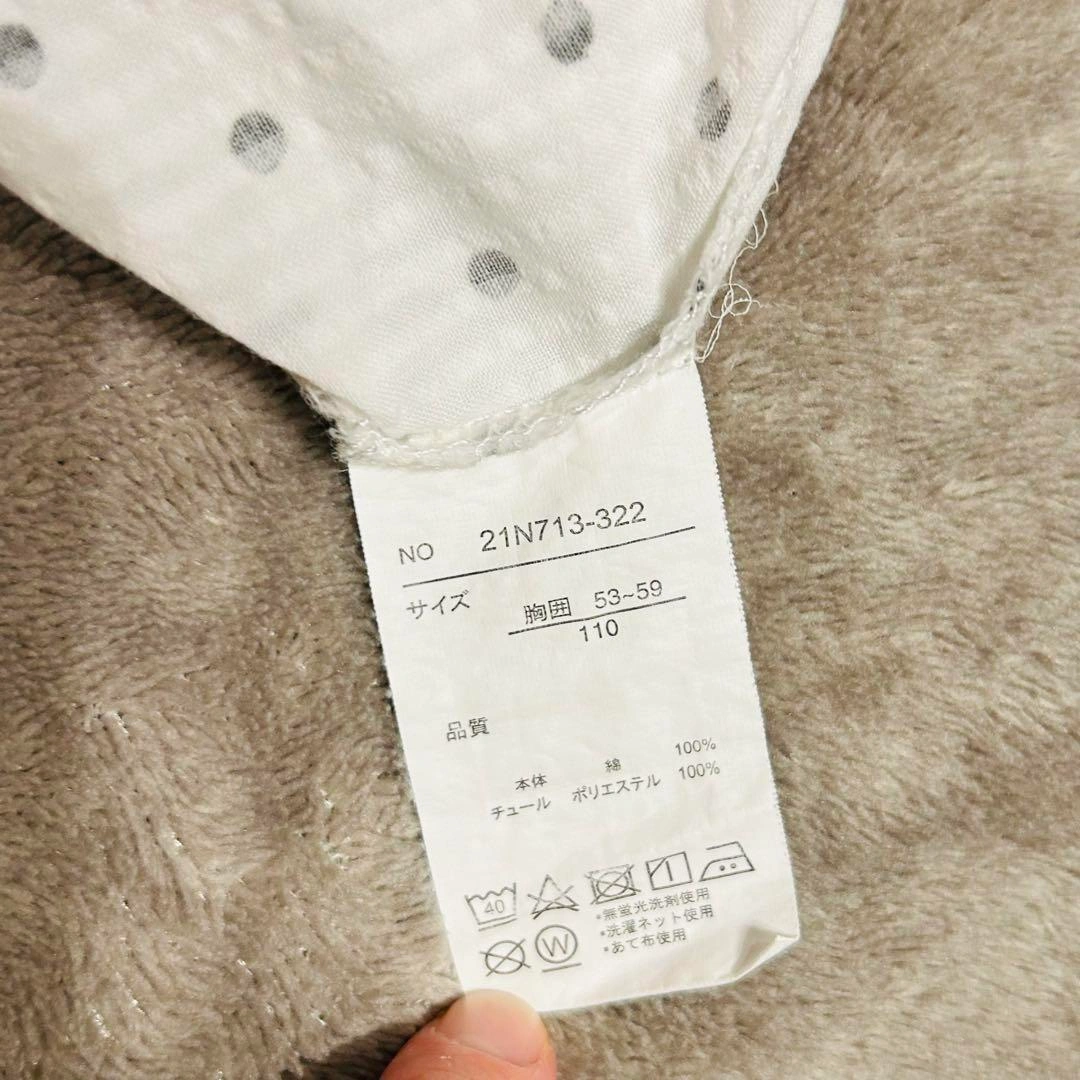 NO 21N713-322
サイズ 胸囲 53~59
110
品質
本体 綿 100%
チュール ポリエステル 100%
40
*無蛍光洗剤使用
*洗濯ネット使用
*あて布使用
W